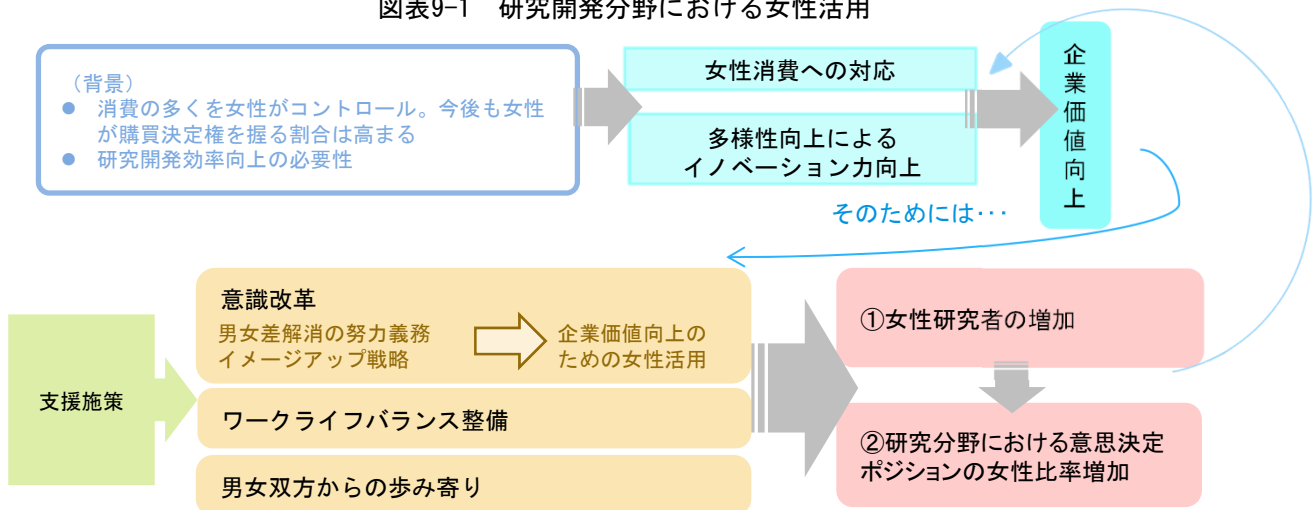 図表9-1 研究開発分野における女性活用
（背景）
● 消費の多くを女性がコントロール。今後も女性
が購買決定権を握る割合は高まる
● 研究開発効率向上の必要性
女性消費への対応
多様性向上による
イノベーション力向上
企業価値向上
そのためには･･･
支援施策
意識改革
男女差解消の努力義務
イメージアップ戦略
企業価値向上の
ための女性活用
ワークライフバランス整備
男女双方からの歩み寄り
①女性研究者の増加
②研究分野における意思決定
ポジションの女性比率増加